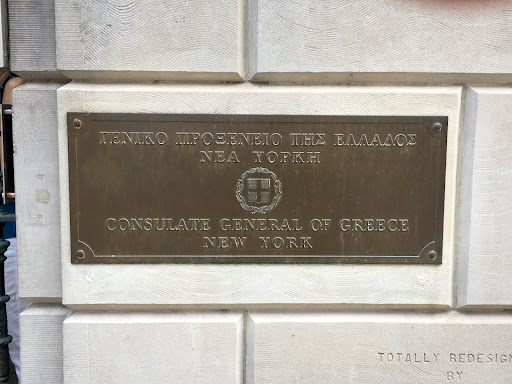 ΓΕΝΙΚΟ ΠΡΟΞΕΝΕΙΟ ΤΗΣ ΕΛΛΑΔΟΣ
ΝΕΑ ΥΟΡΚΗ
CONSULATE GENERAL OF GREECE
NEW YORK
TOTALLY REDESIGN
BY